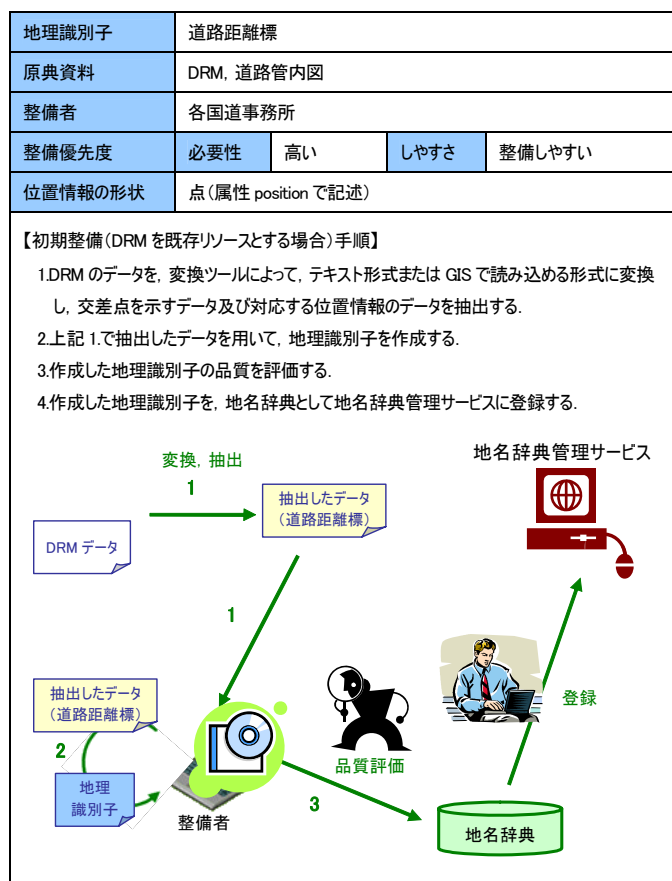 地理識別子 道路距離標
原典資料 DRM，道路管内図
整備者 各国道事務所
整備優先度 必要性 高い しやすさ 整備しやすい
位置情報の形状 点（属性 position で記述）
【初期整備（DRM を既存リソースとする場合）手順】
1.DRM のデータを，変換ツールによって，テキスト形式または GIS で読み込める形式に変換
し，交差点を示すデータ及び対応する位置情報のデータを抽出する．
2.上記 1.で抽出したデータを用いて，地理識別子を作成する．
3.作成した地理識別子の品質を評価する．
4.作成した地理識別子を，地名辞典として地名辞典管理サービスに登録する．
地名辞典管理サービス
変換，抽出
1
抽出したデータ
（道路距離標）
DRM データ
1
抽出したデータ
（道路距離標）
2
地理
識別子
整備者
品質評価
3
登録
地名辞典